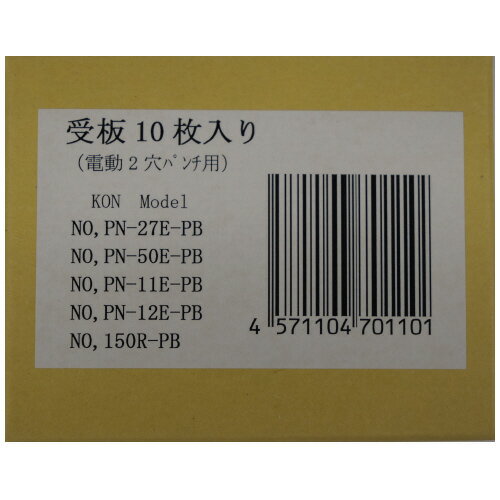 受板10枚入り
(電動2穴ﾊﾟﾝﾁ用)
KON Model
NO,PN-27E-PB
NO,PN-50E-PB
NO,PN-11E-PB
NO,PN-12E-PB
NO,150R-PB
4 571104 701101